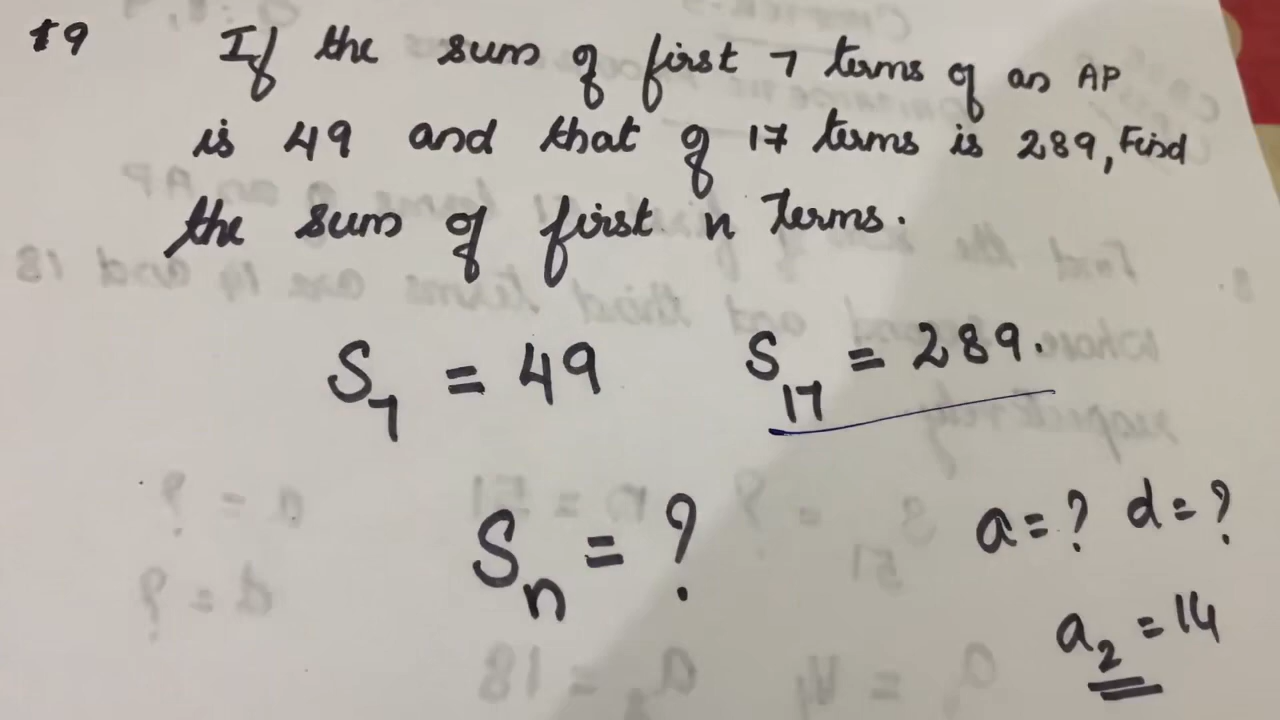 9
If the sum of first 7 terms of an AP
is 49 and that of 17 terms is 289, Find
the sum of first n terms.
S7 = 49 S17 = 289.
Sn = ? a = ? d = ?
a2 = 14